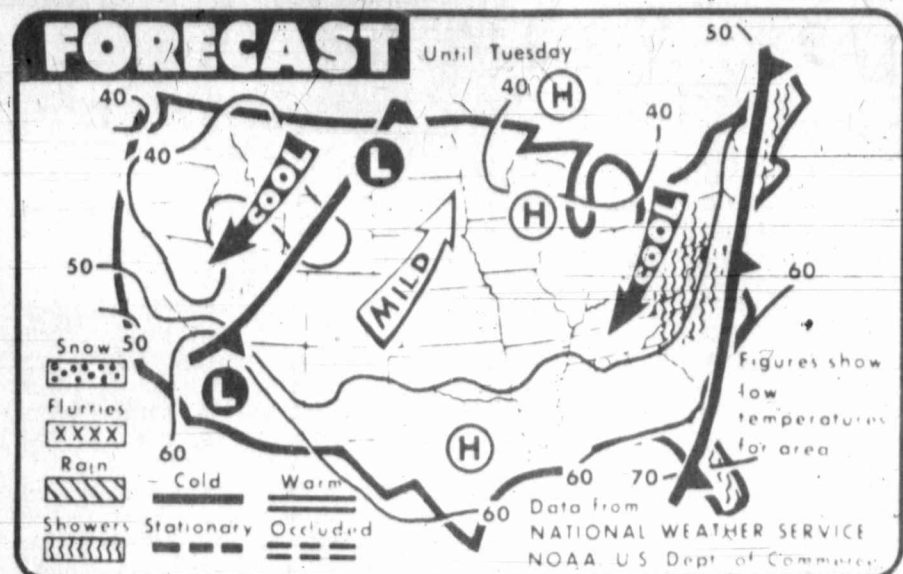 FORECAST
Until Tuesday
50
40
40
40
40
H
L
COOL
H
COOL
MILD
50
60
50
Snow
Flurries
XXXX
Rain
Showers
L
60
H
Cold
Warm
Stationary
Occluded
60
60
70
Figures show
low
temperatures
for area
Data from
NATIONAL WEATHER SERVICE
NOAA US Dept of Commerce